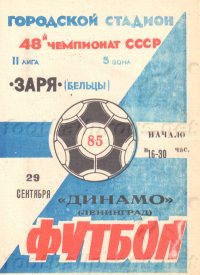 ГОРОДСКОЙ СТАДИОН
48й ЧЕМПИОНАТ СССР
II ЛИГА 5 ЗОНА
•ЗАРЯ• (БЕЛЬЦЫ)
85
НАЧАЛО
в 16-30 час.
29
СЕНТЯБРЯ
«ДИНАМО»
(ЛЕНИНГРАД)
ФУТБОЛ